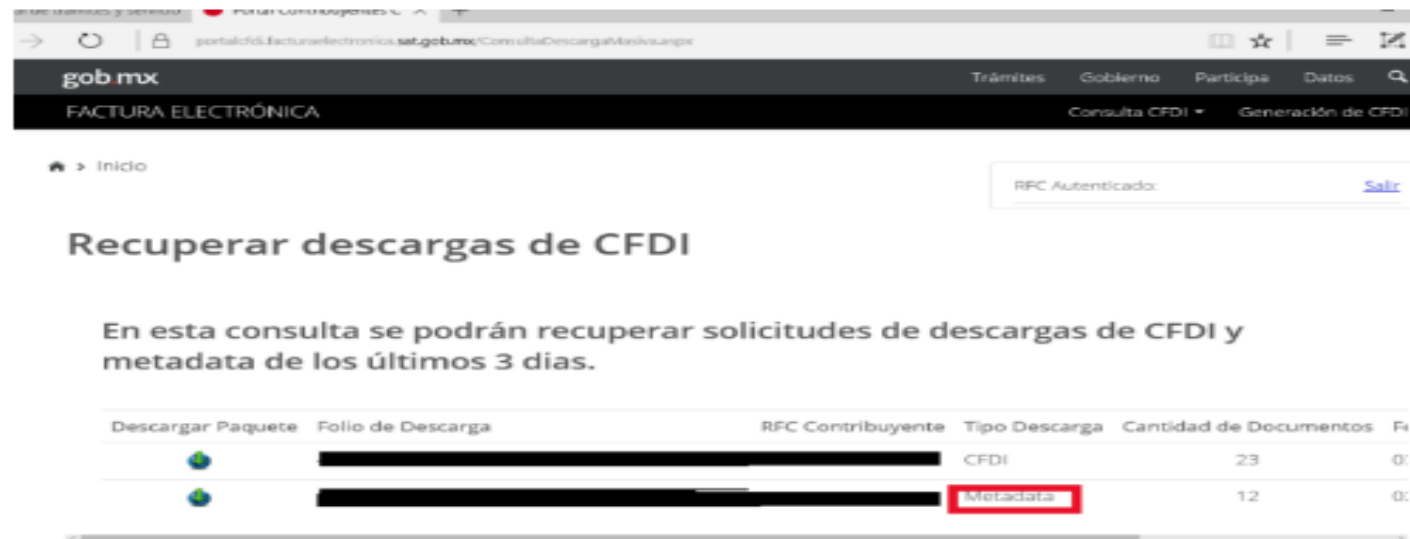 Portal Contribuyentes C
portalcfdi.facturaelectronica.sat.gob.mx/ConsultaDescargaMasiva.aspx
gob.mx Trámites Gobierno Participa Datos
FACTURA ELECTRÓNICA Consulta CFDI Generación de CFDI
> Inicio
RFC Autenticado: Salir
Recuperar descargas de CFDI
En esta consulta se podrán recuperar solicitudes de descargas de CFDI y
metadata de los últimos 3 dias.
Descargar Paquete Folio de Descarga RFC Contribuyente Tipo Descarga Cantidad de Documentos
CFDI 23
Metadata 12